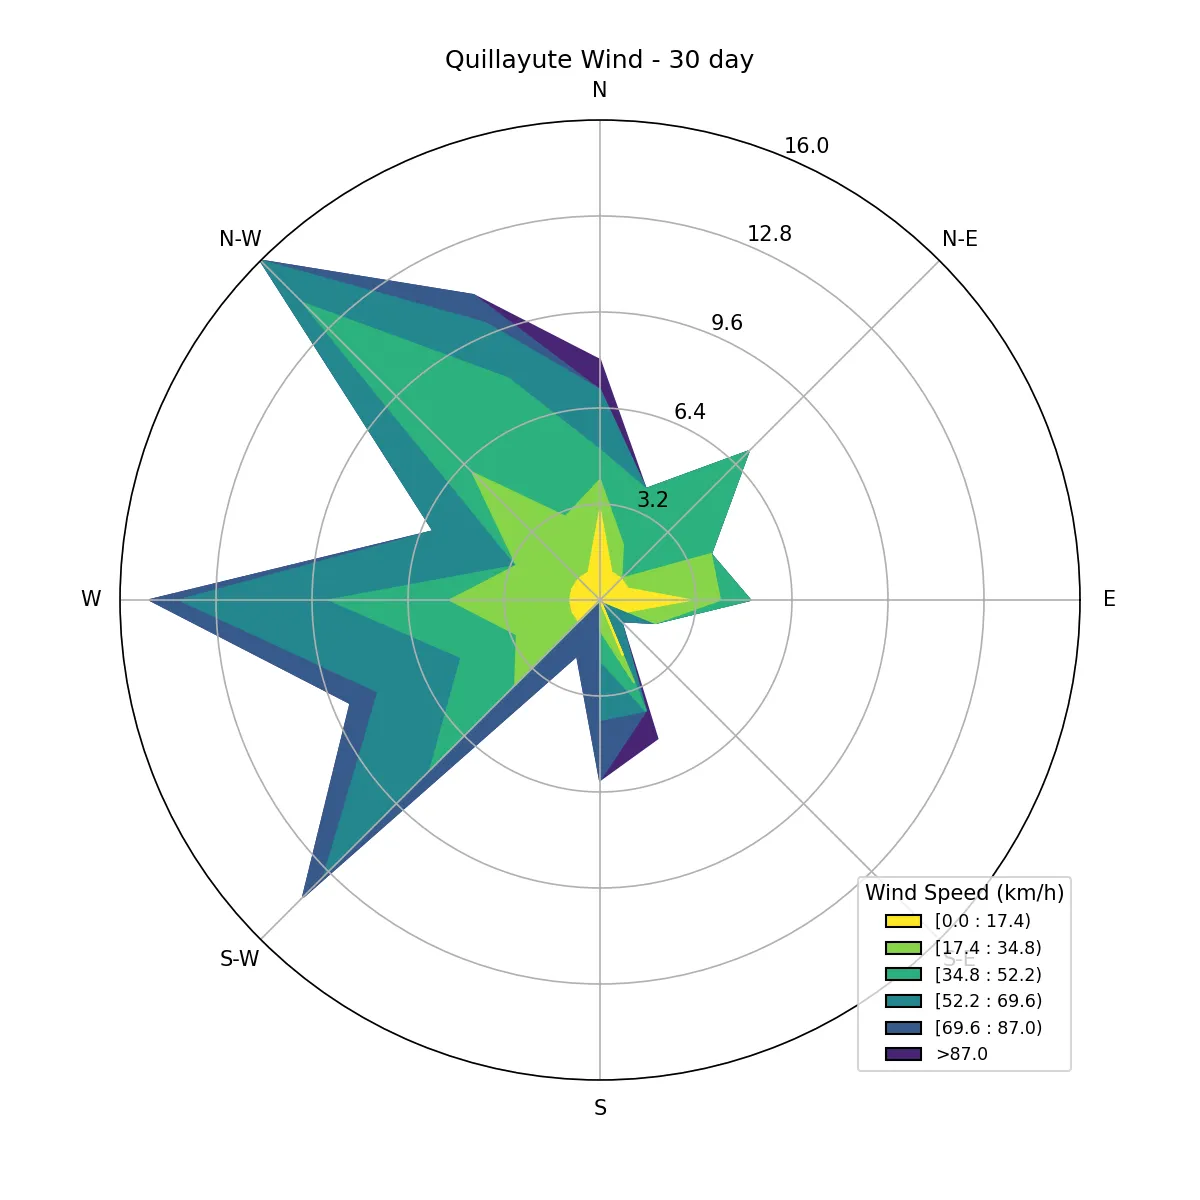 Quillayute Wind - 30 day
N
16.0
12.8
N-W
N-E
9.6
6.4
3.2
W
E
S-W
S-E
Wind Speed (km/h)
[0.0 : 17.4)
[17.4 : 34.8)
[34.8 : 52.2)
[52.2 : 69.6)
[69.6 : 87.0)
>87.0
S